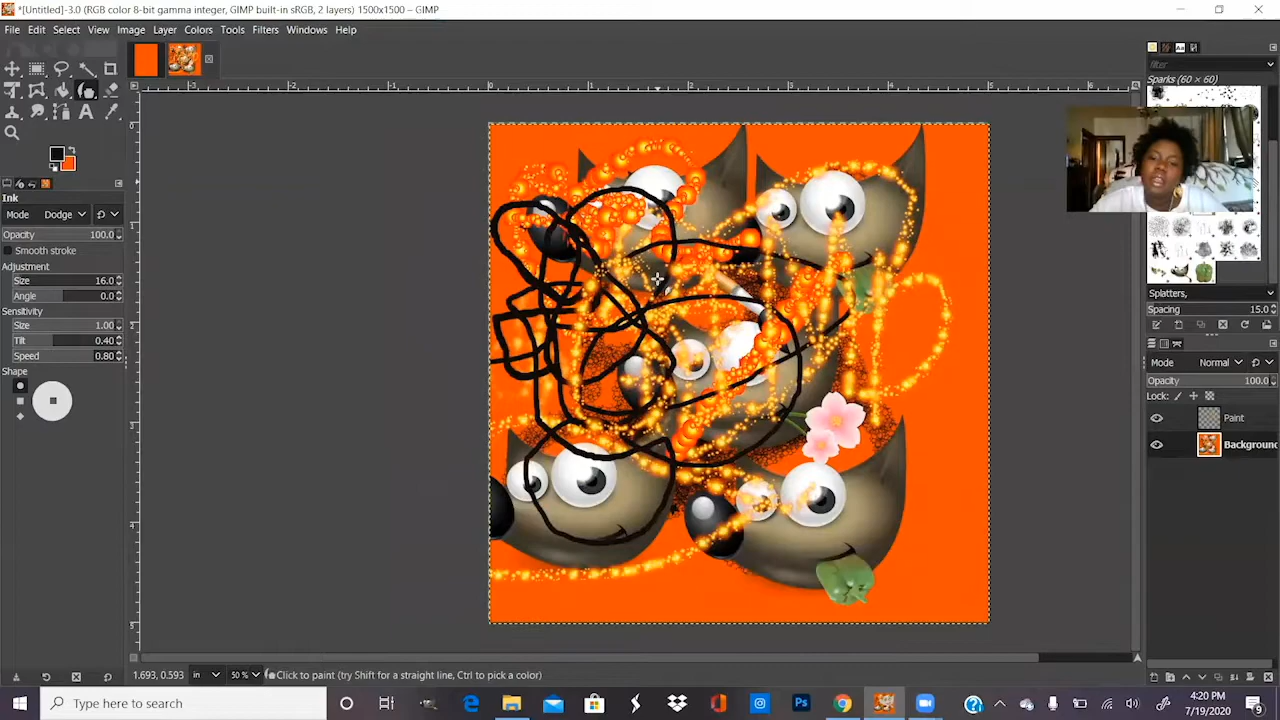 *[Untitled]-3.0 (RGB color 8-bit gamma integer, GIMP built-in sRGB, 2 layers) 1500x1500 – GIMP
File Edit Select View Image Layer Colors Tools Filters Windows Help
filter
Sparks (60 × 60)
Ink
Mode Dodge
Opacity 100.0
Smooth stroke
Adjustment
Size 16.0
Angle 0.0
Sensitivity
Size 1.00
Tilt 0.40
Speed 0.80
Shape
Splatters,
Spacing 15.0
Mode Normal
Opacity 100.0
Lock:
Paint
Background
1.693, 0.593 in 50 % Click to paint (try Shift for a straight line, Ctrl to pick a color)
Type here to search
Ps
4:20 PM
7/19/2020